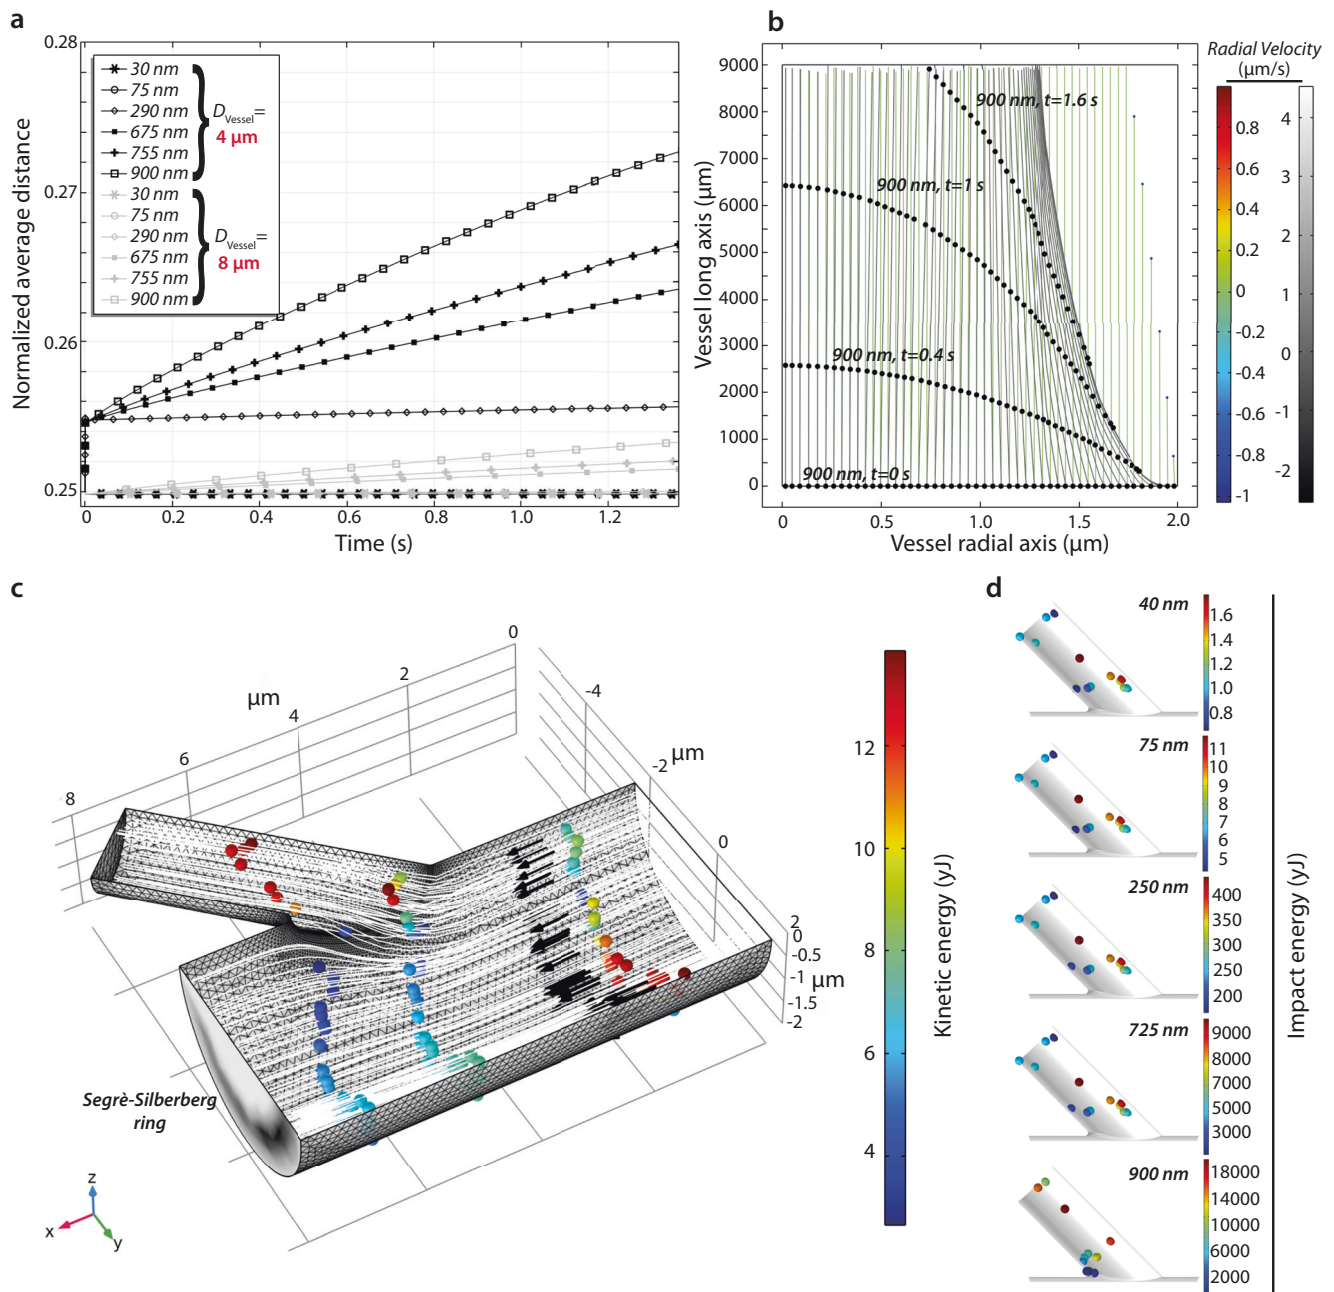 a
0.28
0.27
0.26
0.25
Normalized average distance
30 nm
75 nm
290 nm
675 nm
755 nm
900 nm
D Vessel =
4 µm
30 nm
75 nm
290 nm
675 nm
755 nm
900 nm
D Vessel =
8 µm
0 0.2 0.4 0.6 0.8 1.0 1.2
Time (s)
b
9000
8000
7000
6000
5000
4000
3000
2000
1000
0
Vessel long axis (µm)
900 nm, t=1.6 s
900 nm, t=1 s
900 nm, t=0.4 s
900 nm, t=0 s
0 0.5 1.0 1.5 2.0
Vessel radial axis (µm)
Radial Velocity
(µm/s)
0.8
0.6
0.4
0.2
0
-0.2
-0.4
-0.6
-0.8
-1
4
3
2
1
0
-1
-2
c
0
2
4
6
8
µm
-4
-2
0
2
µm
0
-0.5
-1
-1.5
-2
µm
Segrè-Silberberg
ring
z
x
y
12
10
8
6
4
Kinetic energy (yJ)
d
40 nm
1.6
1.4
1.2
1.0
0.8
75 nm
11
10
9
8
7
6
5
250 nm
400
350
300
250
200
725 nm
9000
8000
7000
5000
3000
900 nm
18000
14000
10000
6000
2000
Impact energy (yJ)